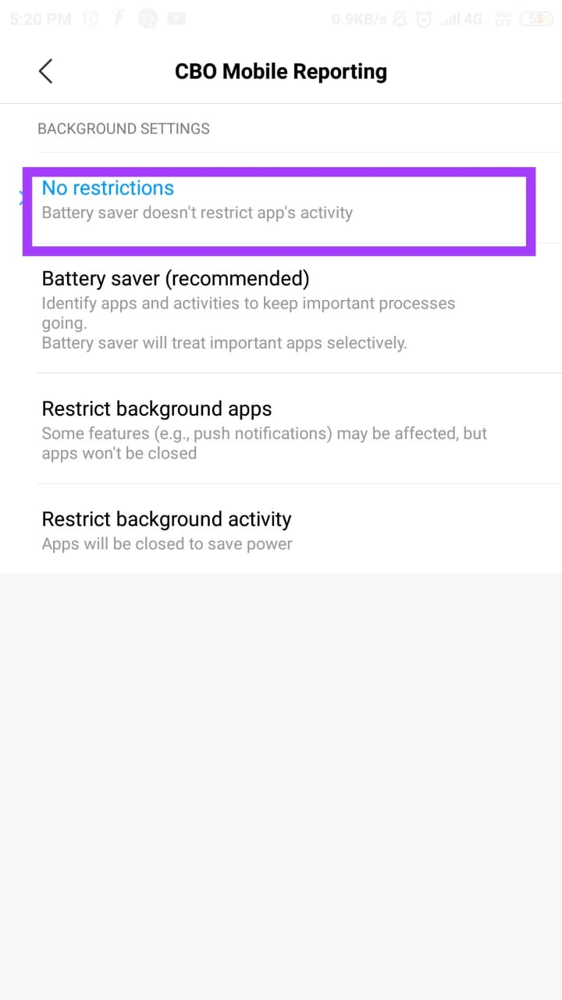 5:20 PM 0.9KB/s 4G Vo) LTE 53
CBO Mobile Reporting
BACKGROUND SETTINGS
No restrictions
Battery saver doesn't restrict app's activity
Battery saver (recommended)
Identify apps and activities to keep important processes
going.
Battery saver will treat important apps selectively.
Restrict background apps
Some features (e.g., push notifications) may be affected, but
apps won't be closed
Restrict background activity
Apps will be closed to save power